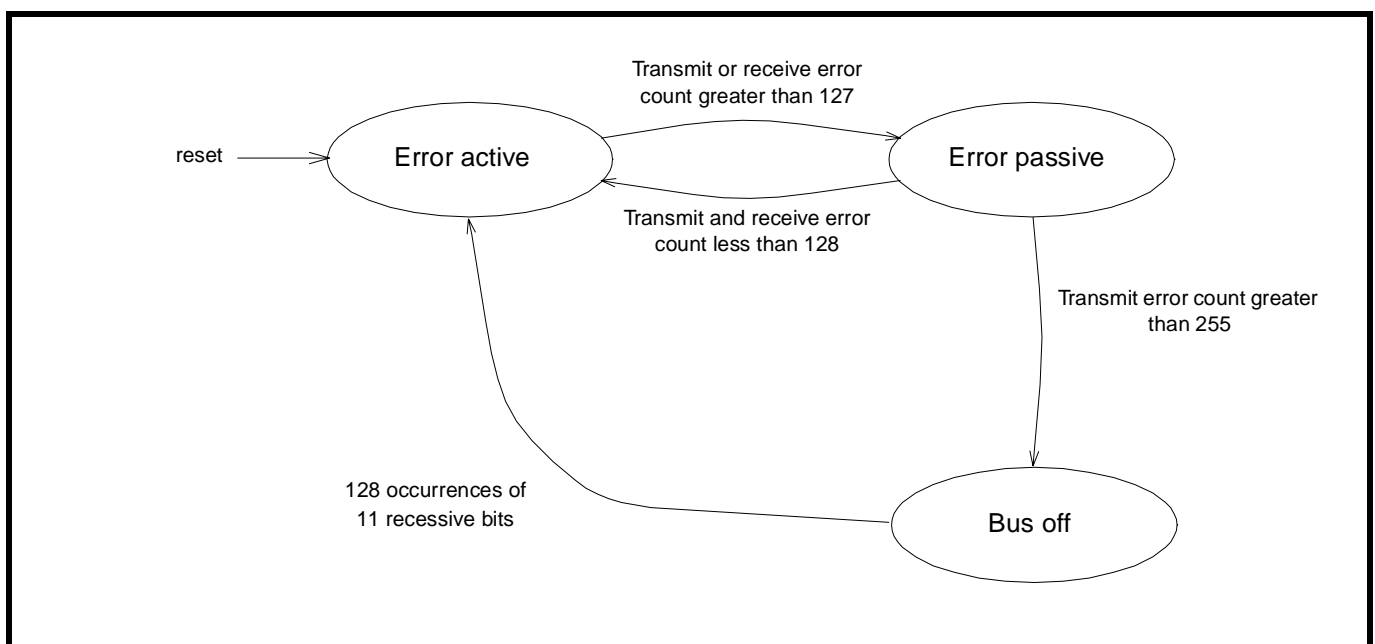 Transmit or receive error
count greater than 127
reset
Error active
Error passive
Transmit and receive error
count less than 128
Transmit error count greater
than 255
128 occurrences of
11 recessive bits
Bus off